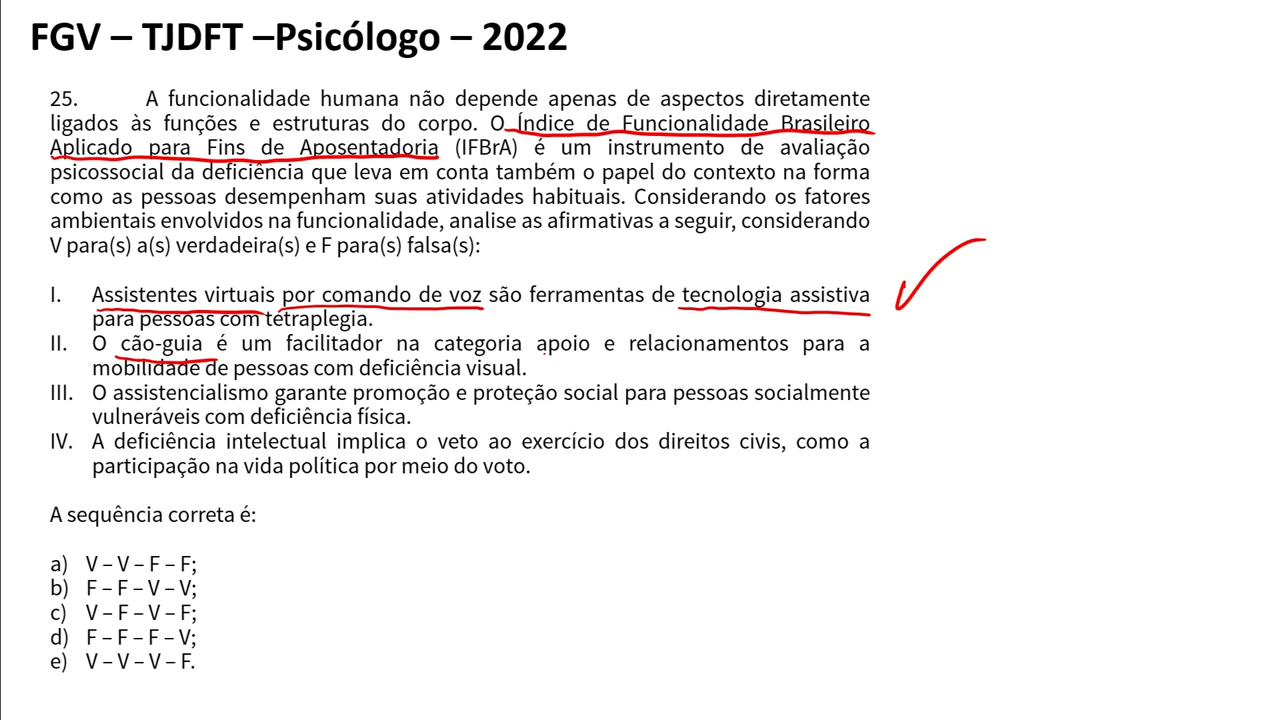 FGV – TJDFT –Psicólogo – 2022
25. A funcionalidade humana não depende apenas de aspectos diretamente
ligados às funções e estruturas do corpo. O Índice de Funcionalidade Brasileiro
Aplicado para Fins de Aposentadoria (IFBrA) é um instrumento de avaliação
psicossocial da deficiência que leva em conta também o papel do contexto na forma
como as pessoas desempenham suas atividades habituais. Considerando os fatores
ambientais envolvidos na funcionalidade, analise as afirmativas a seguir, considerando
V para(s) a(s) verdadeira(s) e F para(s) falsa(s):
I. Assistentes virtuais por comando de voz são ferramentas de tecnologia assistiva
para pessoas com tetraplegia.
II. O cão-guia é um facilitador na categoria apoio e relacionamentos para a
mobilidade de pessoas com deficiência visual.
III. O assistencialismo garante promoção e proteção social para pessoas socialmente
vulneráveis com deficiência física.
IV. A deficiência intelectual implica o veto ao exercício dos direitos civis, como a
participação na vida política por meio do voto.
A sequência correta é:
a) V – V – F – F;
b) F – F – V – V;
c) V – F – V – F;
d) F – F – F – V;
e) V – V – V – F.